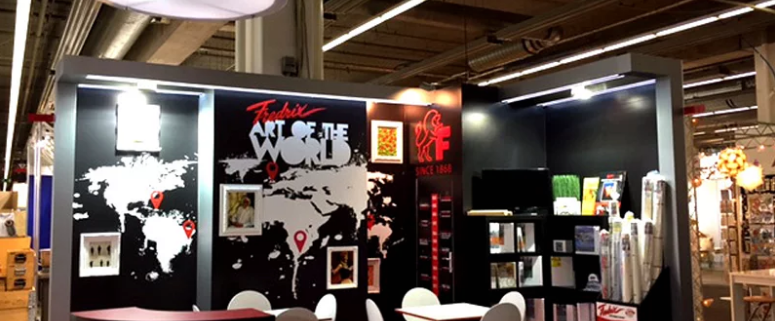 Fredrix
ART OF THE
WORLD
F
SINCE 1868
Fredrix